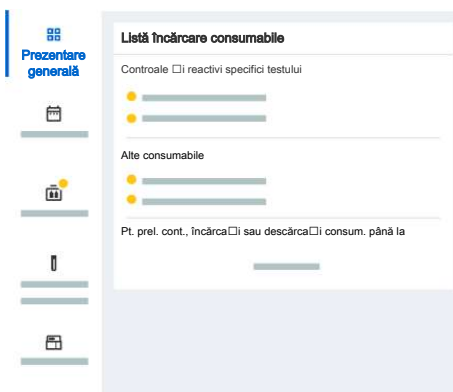 Prezentare
generală
Listă încărcare consumabile
Controale □i reactivi specifici testului
Alte consumabile
Pt. prel. cont., încărca□i sau descărca□i consum. până la